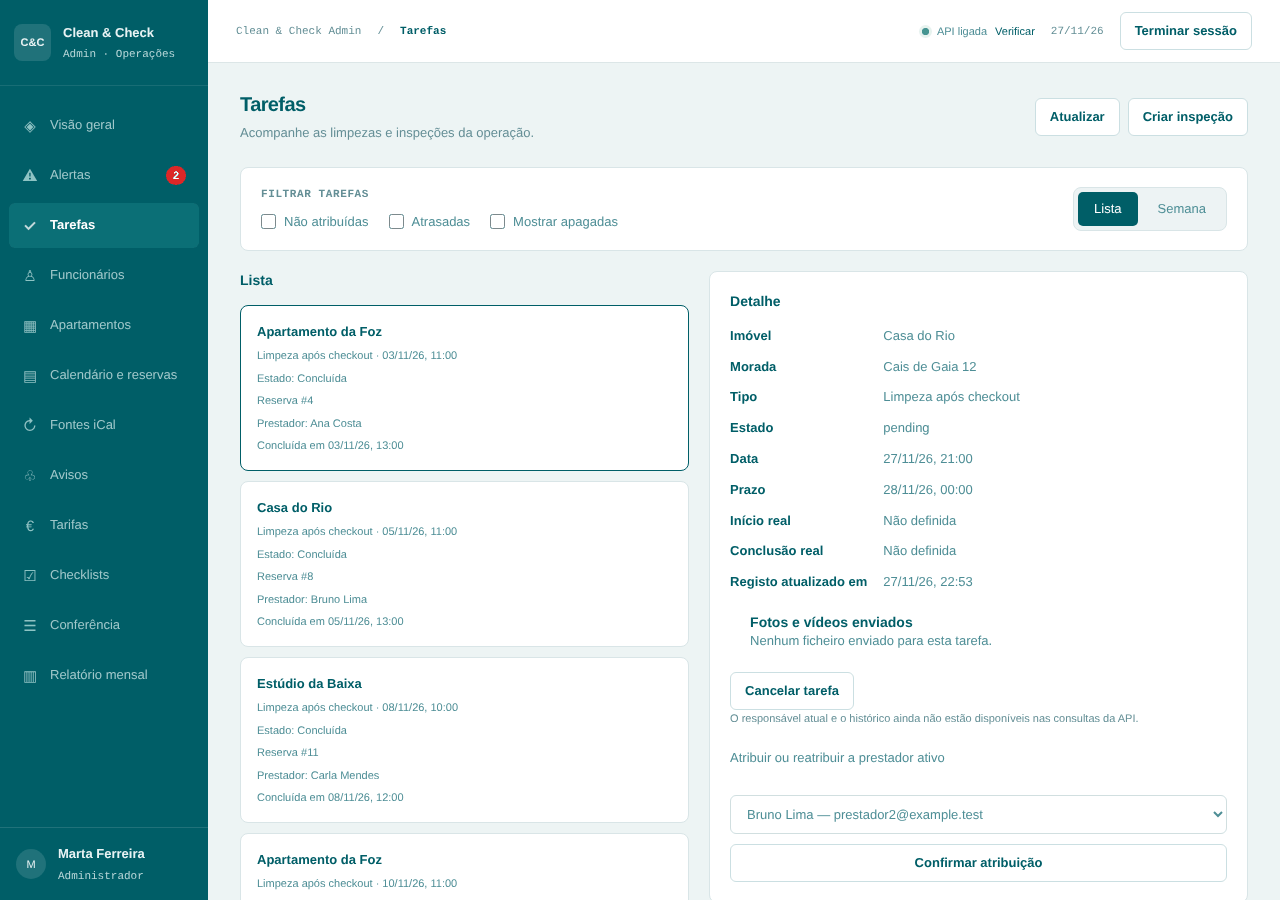 C&C
Clean & Check
Admin · Operações
Visão geral
Alertas
2
Tarefas
Funcionários
Apartamentos
Calendário e reservas
Fontes iCal
Avisos
€ Tarifas
Checklists
Conferência
Relatório mensal
M
Marta Ferreira
Administrador
Clean & Check Admin / Tarefas
API ligada Verificar 27/11/26 Terminar sessão
Tarefas
Acompanhe as limpezas e inspeções da operação.
Atualizar Criar inspeção
FILTRAR TAREFAS
Não atribuídas Atrasadas Mostrar apagadas
Lista Semana
Lista
Apartamento da Foz
Limpeza após checkout · 03/11/26, 11:00
Estado: Concluída
Reserva #4
Prestador: Ana Costa
Concluída em 03/11/26, 13:00
Casa do Rio
Limpeza após checkout · 05/11/26, 11:00
Estado: Concluída
Reserva #8
Prestador: Bruno Lima
Concluída em 05/11/26, 13:00
Estúdio da Baixa
Limpeza após checkout · 08/11/26, 10:00
Estado: Concluída
Reserva #11
Prestador: Carla Mendes
Concluída em 08/11/26, 12:00
Apartamento da Foz
Limpeza após checkout · 10/11/26, 11:00
Detalhe
Imóvel Casa do Rio
Morada Cais de Gaia 12
Tipo Limpeza após checkout
Estado pending
Data 27/11/26, 21:00
Prazo 28/11/26, 00:00
Início real Não definida
Conclusão real Não definida
Registo atualizado em 27/11/26, 22:53
Fotos e vídeos enviados
Nenhum ficheiro enviado para esta tarefa.
Cancelar tarefa
O responsável atual e o histórico ainda não estão disponíveis nas consultas da API.
Atribuir ou reatribuir a prestador ativo
Bruno Lima — prestador2@example.test
Confirmar atribuição